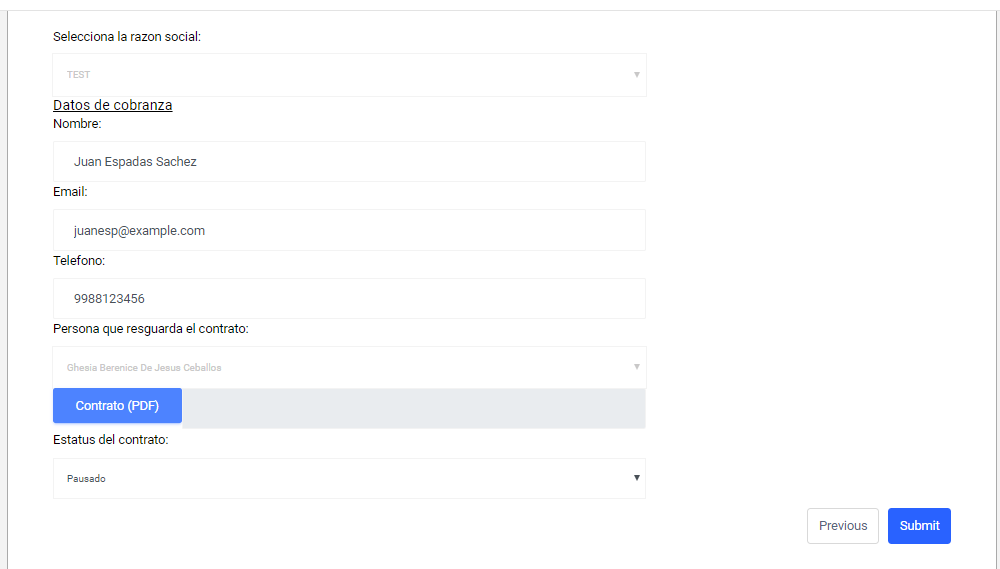 Selecciona la razon social:
TEST
Datos de cobranza
Nombre:
Juan Espadas Sachez
Email:
juanesp@example.com
Telefono:
9988123456
Persona que resguarda el contrato:
Ghesia Berenice De Jesus Ceballos
Contrato (PDF)
Estatus del contrato:
Pausado
Previous Submit